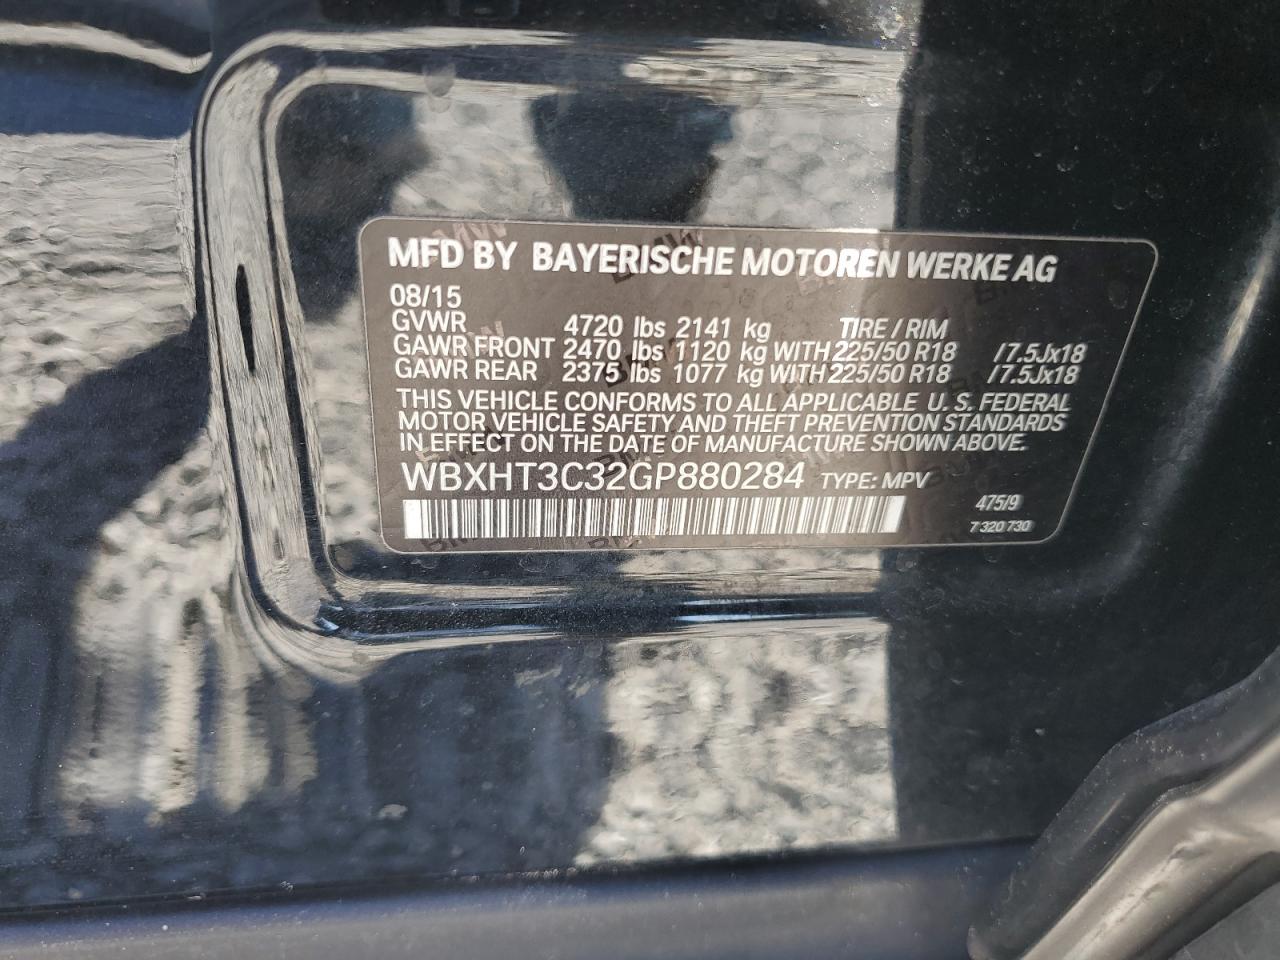 MFD BY BAYERISCHE MOTOREN WERKE AG
08/15
GVWR 4720 lbs 2141 kg TIRE / RIM
GAWR FRONT 2470 lbs 1120 kg WITH 225/50 R18 /7.5Jx18
GAWR REAR 2375 lbs 1077 kg WITH 225/50 R18 /7.5Jx18
THIS VEHICLE CONFORMS TO ALL APPLICABLE U. S. FEDERAL
MOTOR VEHICLE SAFETY AND THEFT PREVENTION STANDARDS
IN EFFECT ON THE DATE OF MANUFACTURE SHOWN ABOVE.
WBXHT3C32GP880284 TYPE: MPV
475/9
7 320 730